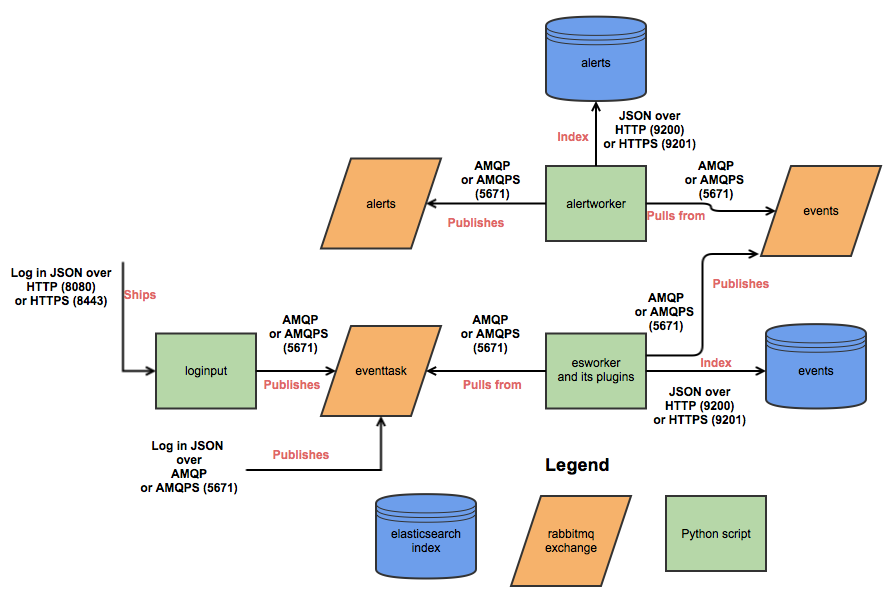 alerts
JSON over
HTTP (9200)
or HTTPS (9201)
Index
AMQP
or AMQPS
(5671)
AMQP
or AMQPS
(5671)
alerts
Publishes
alertworker
Pulls from
events
Log in JSON over
HTTP (8080)
or HTTPS (8443)
Ships
Publishes
AMQP
or AMQPS
(5671)
AMQP
or AMQPS
(5671)
AMQP
or AMQPS
(5671)
loginput
Publishes
eventtask
Pulls from
esworker
and its plugins
Index
events
JSON over
HTTP (9200)
or HTTPS (9201)
Log in JSON
over
AMQP
or AMQPS (5671)
Publishes
Legend
elasticsearch
index
rabbitmq
exchange
Python script